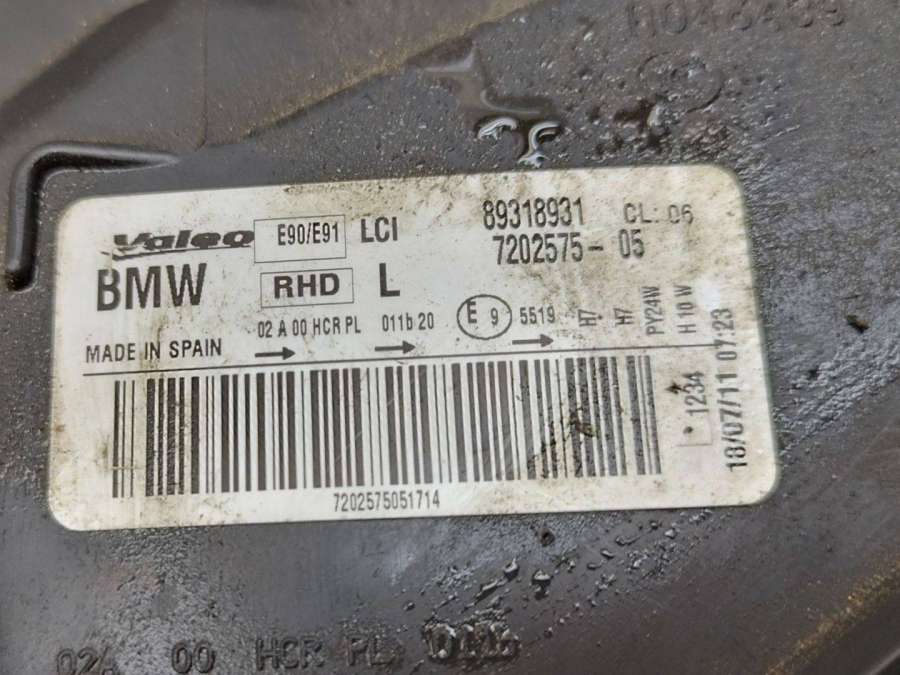 Valeo E90/E91 LCI 89318931 CL: 06
7202575-05
BMW RHD L
02 A 00 HCR PL 011b 20 E 9 5519 H7 H7 PY24W H 10 W
MADE IN SPAIN
* 1234
18/07/11 07:23
7202575051714
02A 00 HCR PL